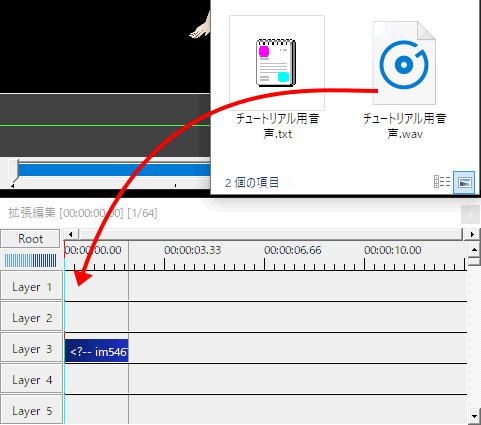 チュートリアル用音
声.txt
チュートリアル用音
声.wav
2 個の項目
拡張編集 [00:00:00.00] [1/64]
Root
00:00:00.00 00:00:03.33 00:00:06.66 00:00:10.00
Layer 1
Layer 2
Layer 3
<?-- im546
Layer 4
Layer 5